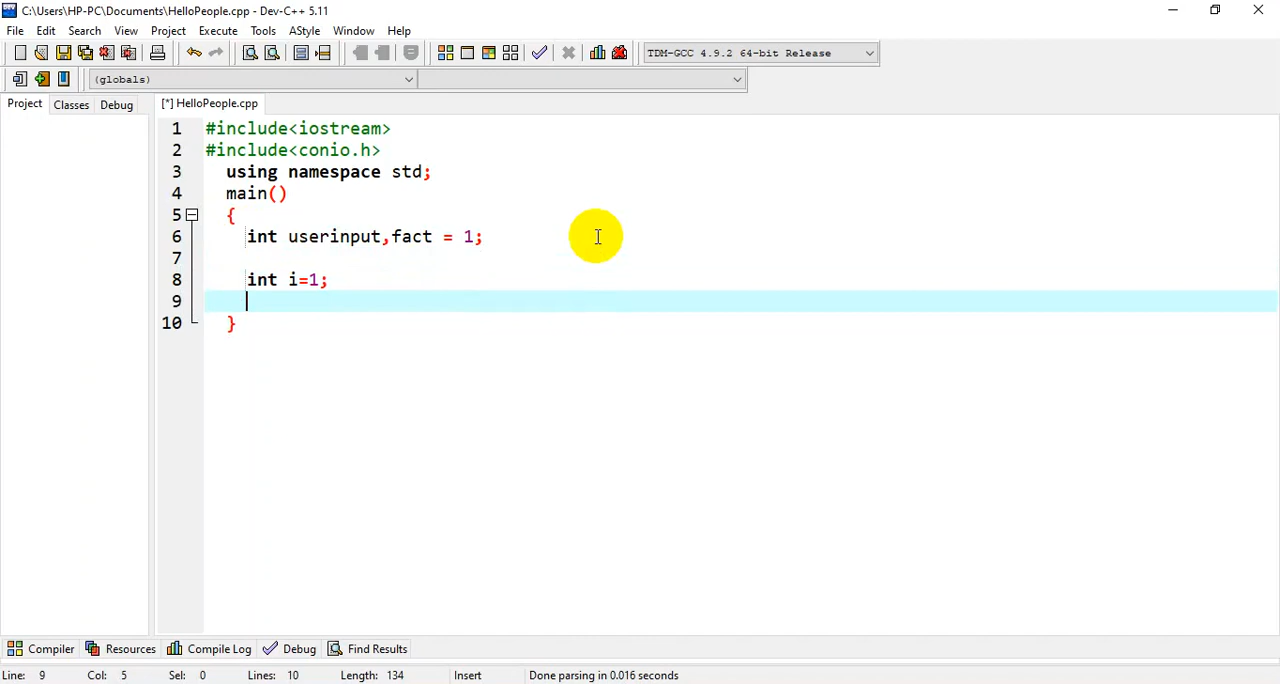 C:\Users\HP-PC\Documents\HelloPeople.cpp - Dev-C++ 5.11
File Edit Search View Project Execute Tools AStyle Window Help
TDM-GCC 4.9.2 64-bit Release
(globals)
Project Classes Debug [*] HelloPeople.cpp
1 #include<iostream>
2 #include<conio.h>
3 using namespace std;
4 main()
5 {
6 int userinput,fact = 1;
7
8 int i=1;
9
10 }
Compiler Resources Compile Log Debug Find Results
Line: 9 Col: 5 Sel: 0 Lines: 10 Length: 134 Insert Done parsing in 0.016 seconds